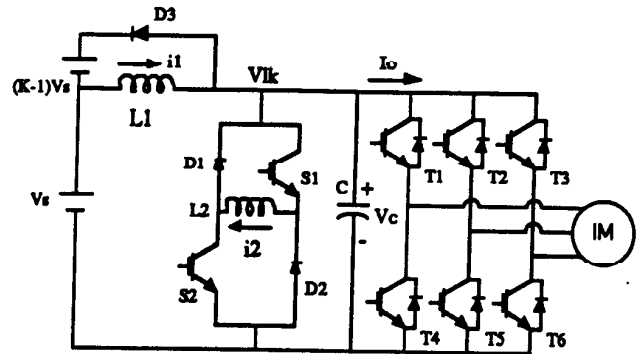 D3
i1
(K-1)Vs
L1
Vlk
Io
D1
S1
L2
i2
S2
D2
C
+
Vc
-
T1
T2
T3
IM
Vs
T4
T5
T6